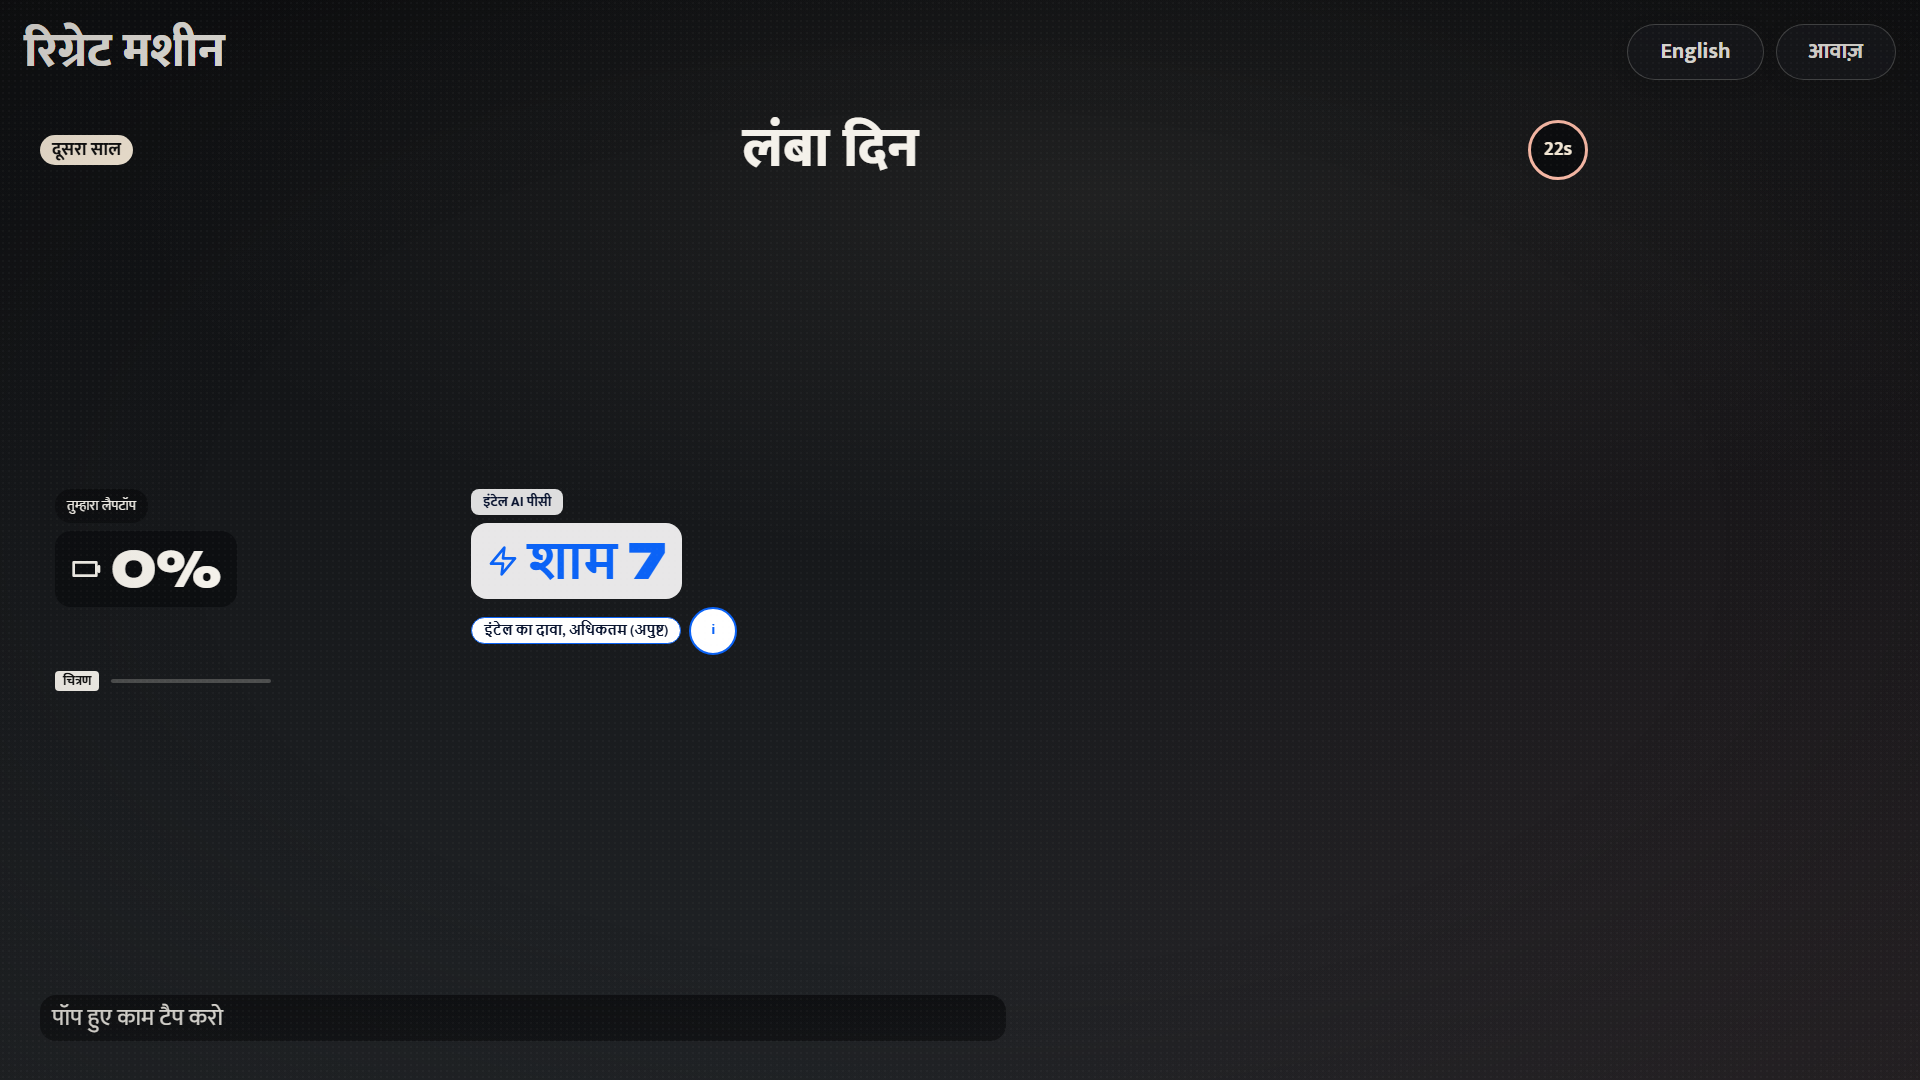 रिग्रेट मशीन
English
आवाज़
दूसरा साल
लंबा दिन
22s
तुम्हारा लैपटॉप
0%
इंटेल AI पीसी
शाम 7
इंटेल का दावा, अधिकतम (अपुष्ट)
i
चित्रण
पॉप हुए काम टैप करो